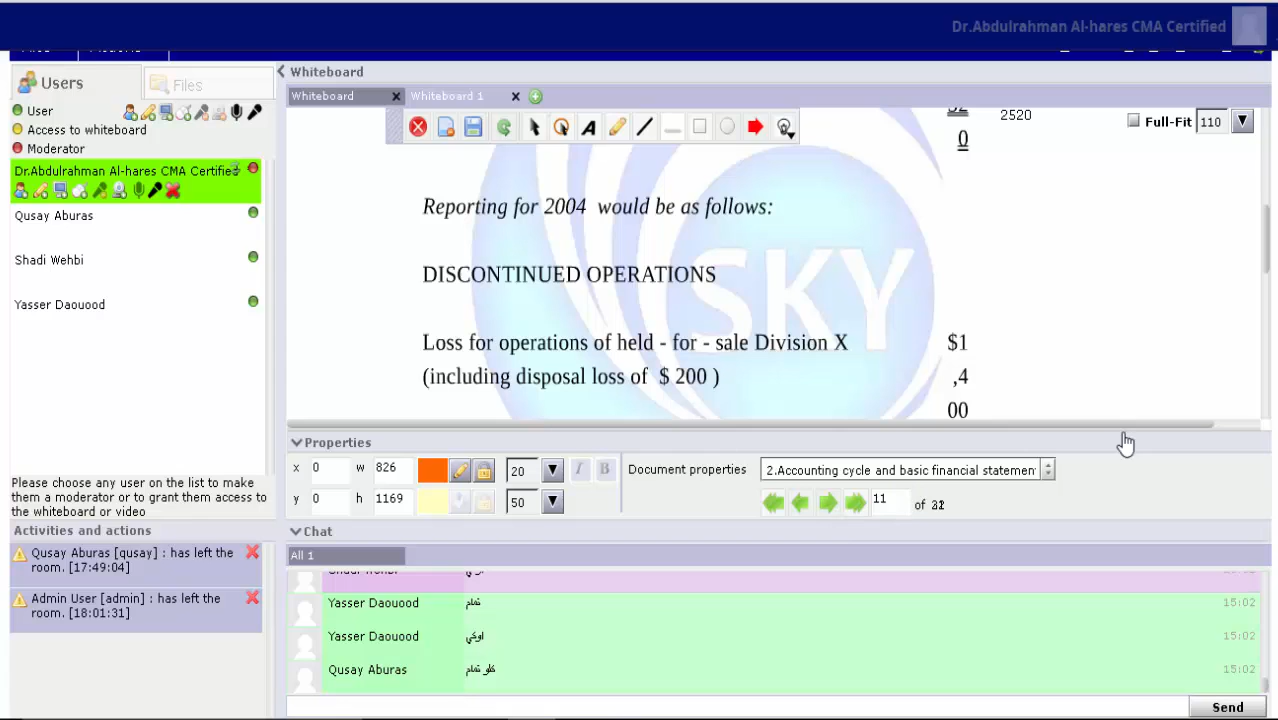 Dr.Abdulrahman Al-hares CMA Certified
Users
Files
User
Access to whiteboard
Moderator
Dr.Abdulrahman Al-hares CMA Certified
Qusay Aburas
Shadi Wehbi
Yasser Daouood
Please choose any user on the list to make
them a moderator or to grant them access to
the whiteboard or video
Activities and actions
Qusay Aburas [qusay] : has left the
room. [17:49:04]
Admin User [admin] : has left the
room. [18:01:31]
Whiteboard
Whiteboard
Whiteboard 1
A
Full-Fit
110
2520
0
Reporting for 2004 would be as follows:
DISCONTINUED OPERATIONS
Loss for operations of held - for - sale Division X $1
(including disposal loss of $ 200 ) ,4
00
SKY
Properties
x 0 w 826 20 I B Document properties 2.Accounting cycle and basic financial statemen
y 0 h 1169 50 11 of
Chat
All 1
Yasser Daouood تمام 15:02
Yasser Daouood اوكي 15:02
Qusay Aburas كلو تمام 15:02
Send